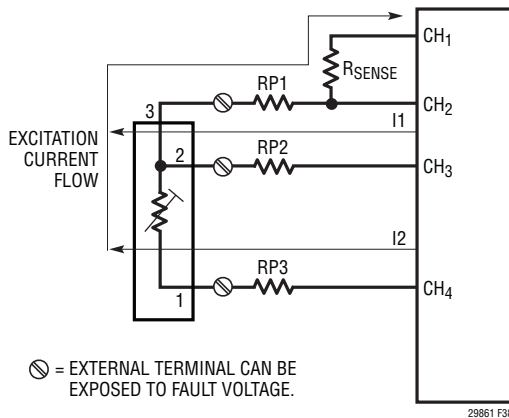 CH1
RSENSE
RP1
3
CH2
I1
EXCITATION
CURRENT
FLOW
2
RP2
CH3
I2
1
RP3
CH4
= EXTERNAL TERMINAL CAN BE
EXPOSED TO FAULT VOLTAGE.
29861 F38